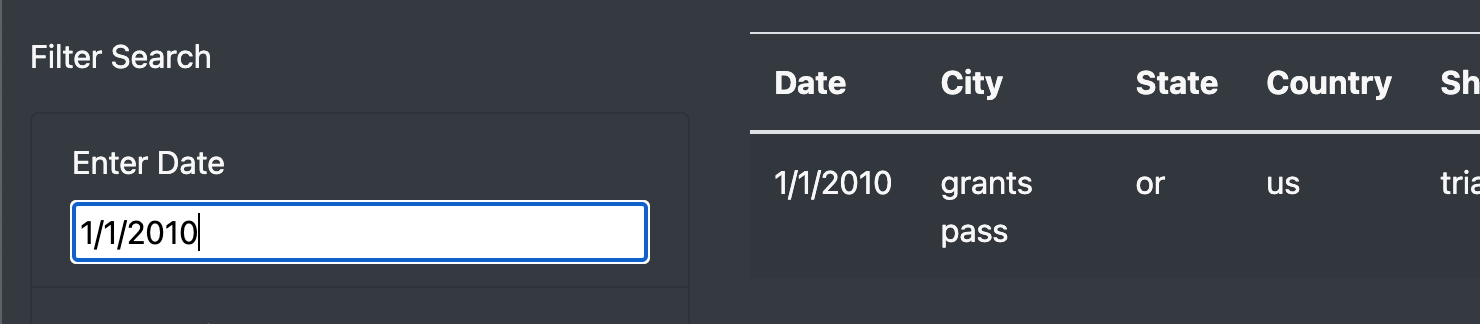 Filter Search
Enter Date
1/1/2010
Date City State Country
1/1/2010 grants or us
pass